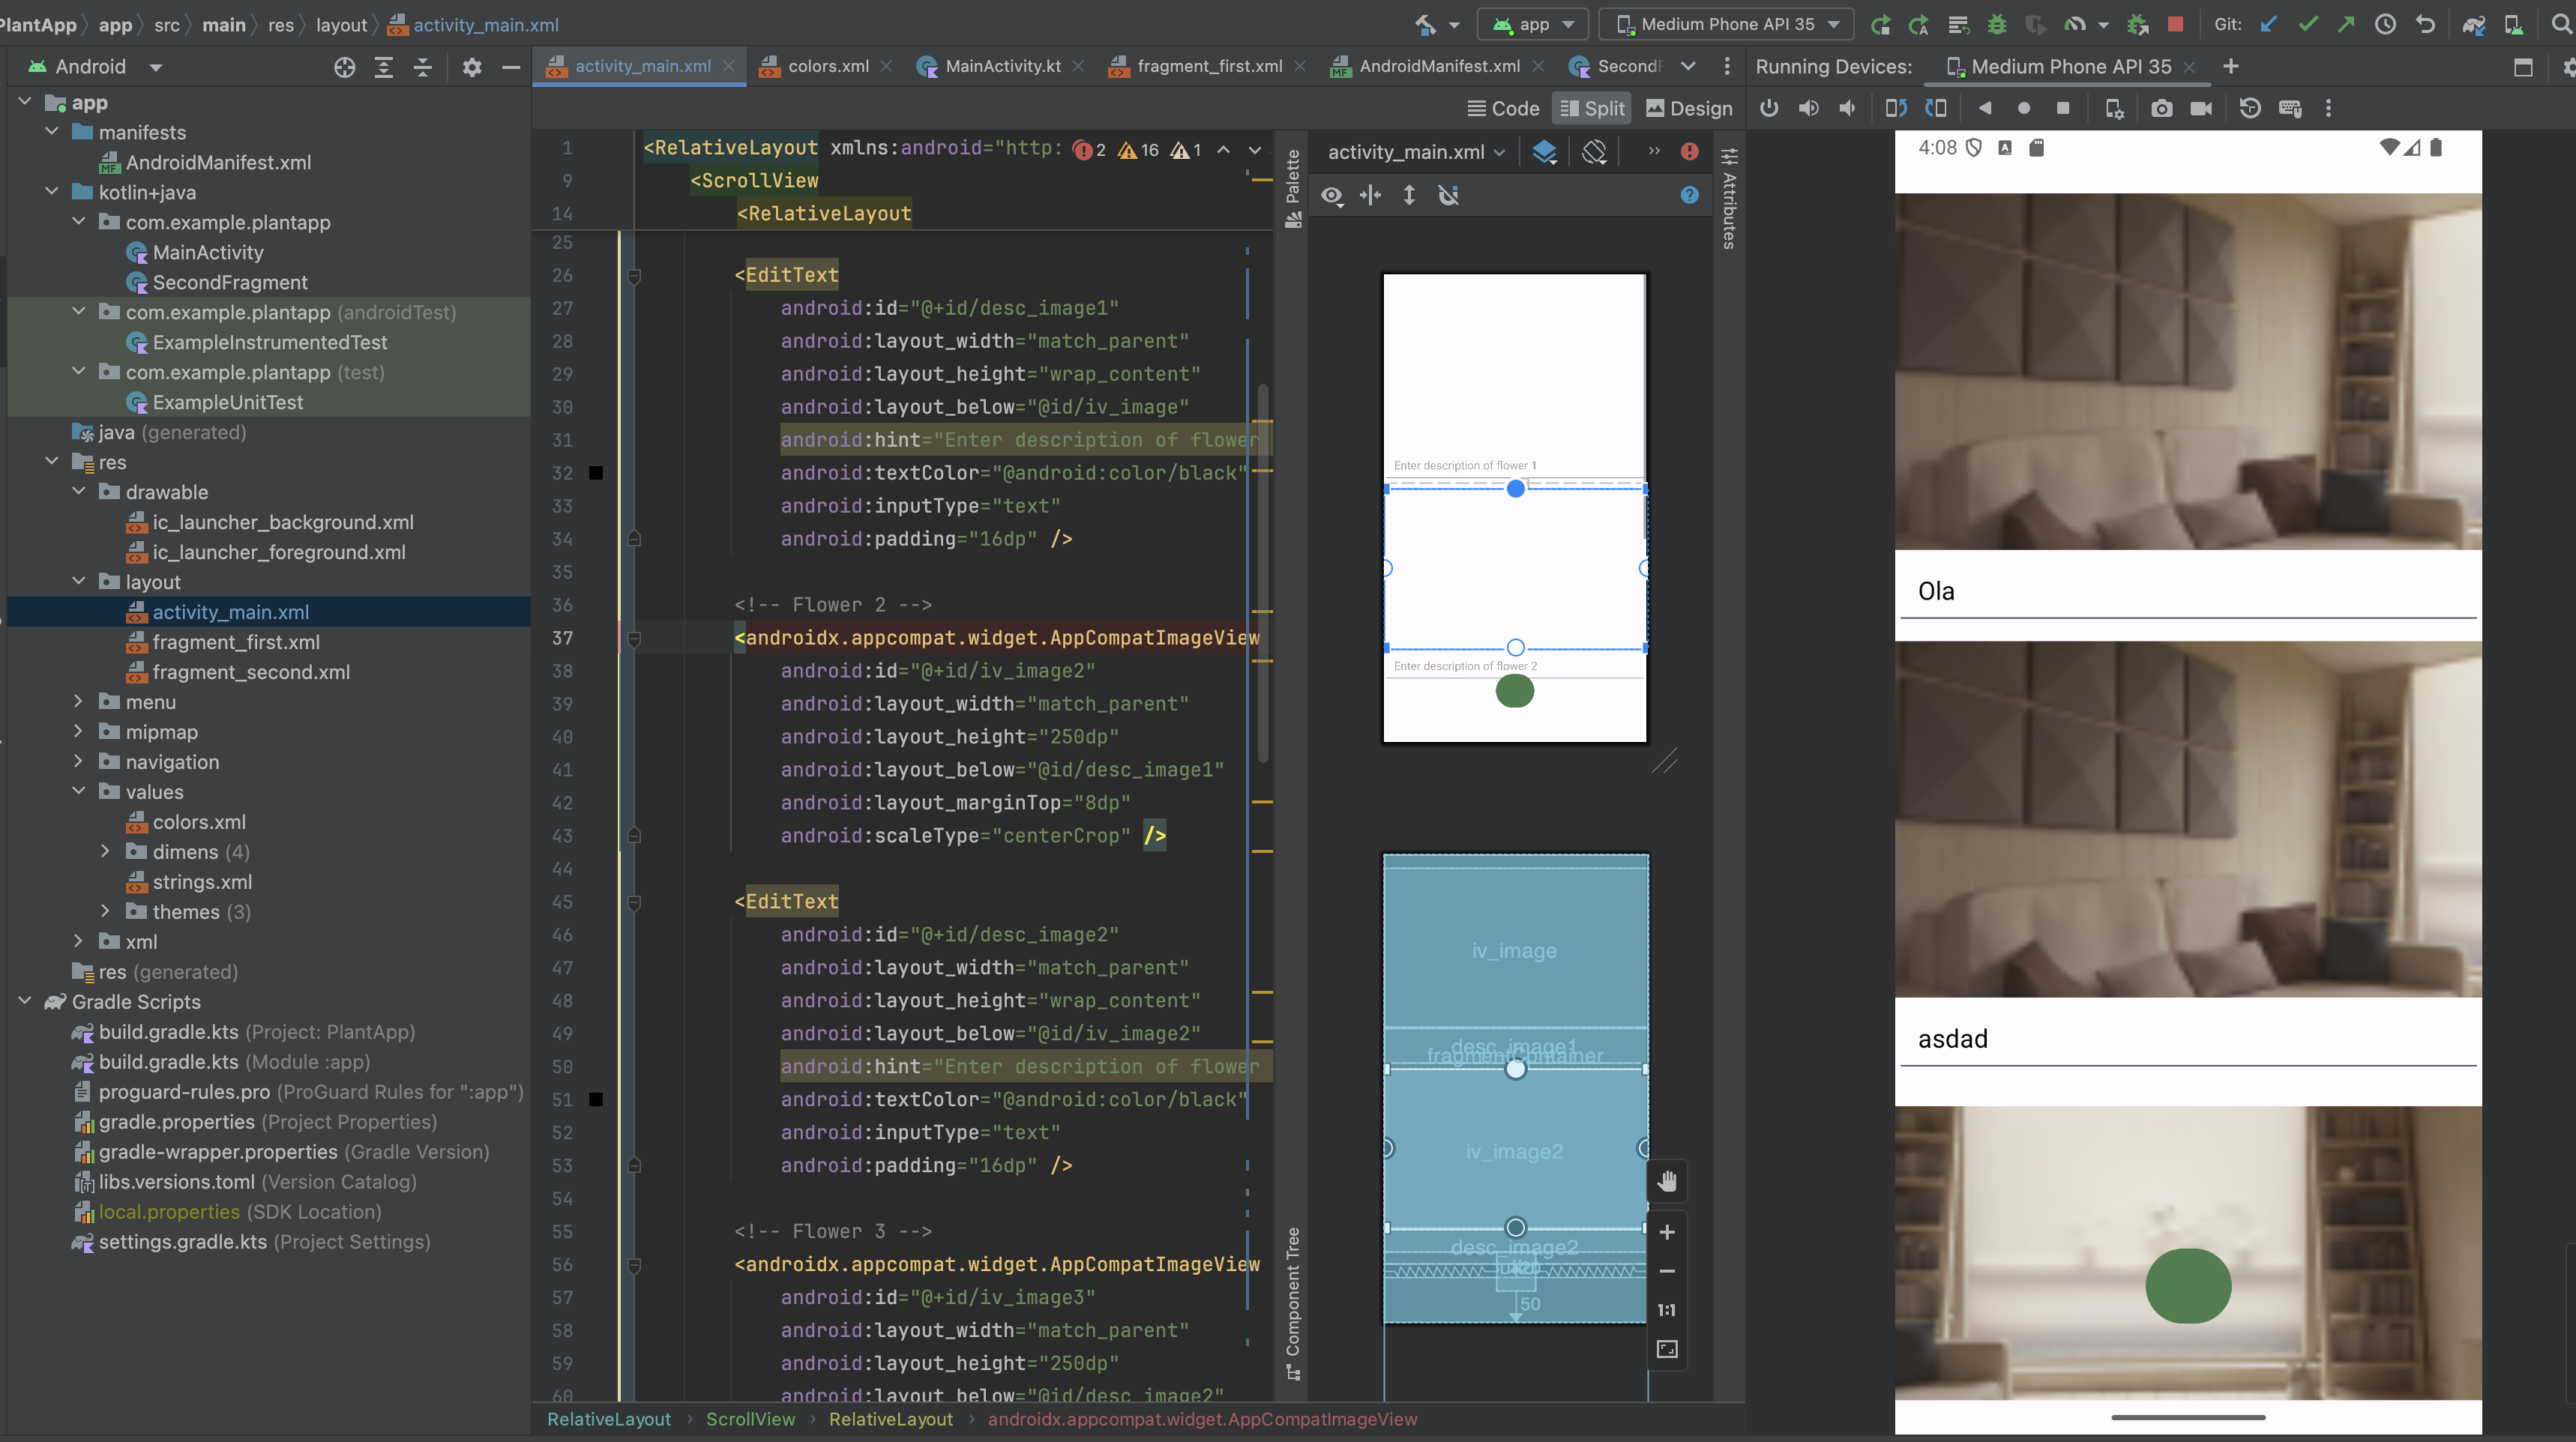 PlantApp > app > src > main > res > layout > activity_main.xml
app
Medium Phone API 35
Git:
Android
activity_main.xml
colors.xml
MainActivity.kt
fragment_first.xml
AndroidManifest.xml
Running Devices:
Medium Phone API 35
Code
Split
Design
app
manifests
AndroidManifest.xml
kotlin+java
com.example.plantapp
MainActivity
SecondFragment
com.example.plantapp (androidTest)
ExampleInstrumentedTest
com.example.plantapp (test)
ExampleUnitTest
java (generated)
res
drawable
ic_launcher_background.xml
ic_launcher_foreground.xml
layout
activity_main.xml
fragment_first.xml
fragment_second.xml
menu
mipmap
navigation
values
colors.xml
dimens (4)
strings.xml
themes (3)
xml
res (generated)
Gradle Scripts
build.gradle.kts (Project: PlantApp)
build.gradle.kts (Module :app)
proguard-rules.pro (ProGuard Rules for ":app")
gradle.properties (Project Properties)
gradle-wrapper.properties (Gradle Version)
libs.versions.toml (Version Catalog)
local.properties (SDK Location)
settings.gradle.kts (Project Settings)
1 <RelativeLayout xmlns:android="http:
2 16 1
9 <ScrollView
14 <RelativeLayout
25
26 <EditText
27 android:id="@+id/desc_image1"
28 android:layout_width="match_parent"
29 android:layout_height="wrap_content"
30 android:layout_below="@id/iv_image"
31 android:hint="Enter description of flower
32 android:textColor="@android:color/black"
33 android:inputType="text"
34 android:padding="16dp" />
35
36 <!-- Flower 2 -->
37 <androidx.appcompat.widget.AppCompatImageView
38 android:id="@+id/iv_image2"
39 android:layout_width="match_parent"
40 android:layout_height="250dp"
41 android:layout_below="@id/desc_image1"
42 android:layout_marginTop="8dp"
43 android:scaleType="centerCrop" />
44
45 <EditText
46 android:id="@+id/desc_image2"
47 android:layout_width="match_parent"
48 android:layout_height="wrap_content"
49 android:layout_below="@id/iv_image2"
50 android:hint="Enter description of flower
51 android:textColor="@android:color/black"
52 android:inputType="text"
53 android:padding="16dp" />
54
55 <!-- Flower 3 -->
56 <androidx.appcompat.widget.AppCompatImageView
57 android:id="@+id/iv_image3"
58 android:layout_width="match_parent"
59 android:layout_height="250dp"
60 android:layout_below="@id/desc_image2"
RelativeLayout > ScrollView > RelativeLayout > androidx.appcompat.widget.AppCompatImageView
Palette
Component Tree
activity_main.xml
Attributes
Enter description of flower 1
Enter description of flower 2
iv_image
desc_image1
fragmentContainer
iv_image2
desc_image2
50
1:1
4:08
Ola
asdad